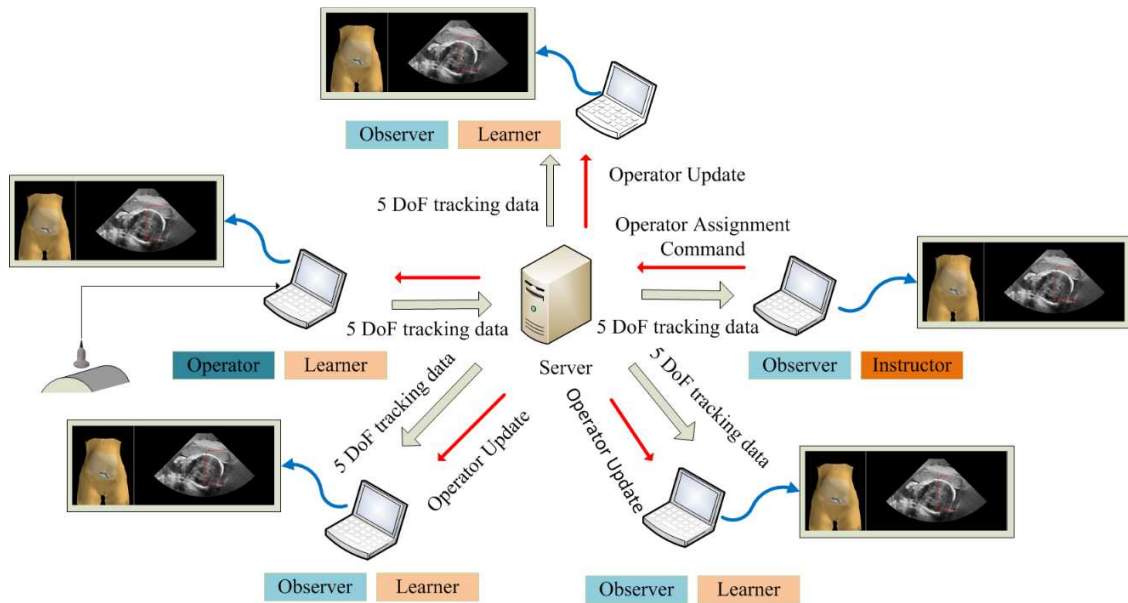 Observer
Learner
Operator Update
5 DoF tracking data
Operator Assignment
Command
5 DoF tracking data
5 DoF tracking data
Operator
Learner
Server
Observer
Instructor
5 DoF tracking data
Operator Update
Operator Update
5 DoF tracking data
Observer
Learner
Observer
Learner